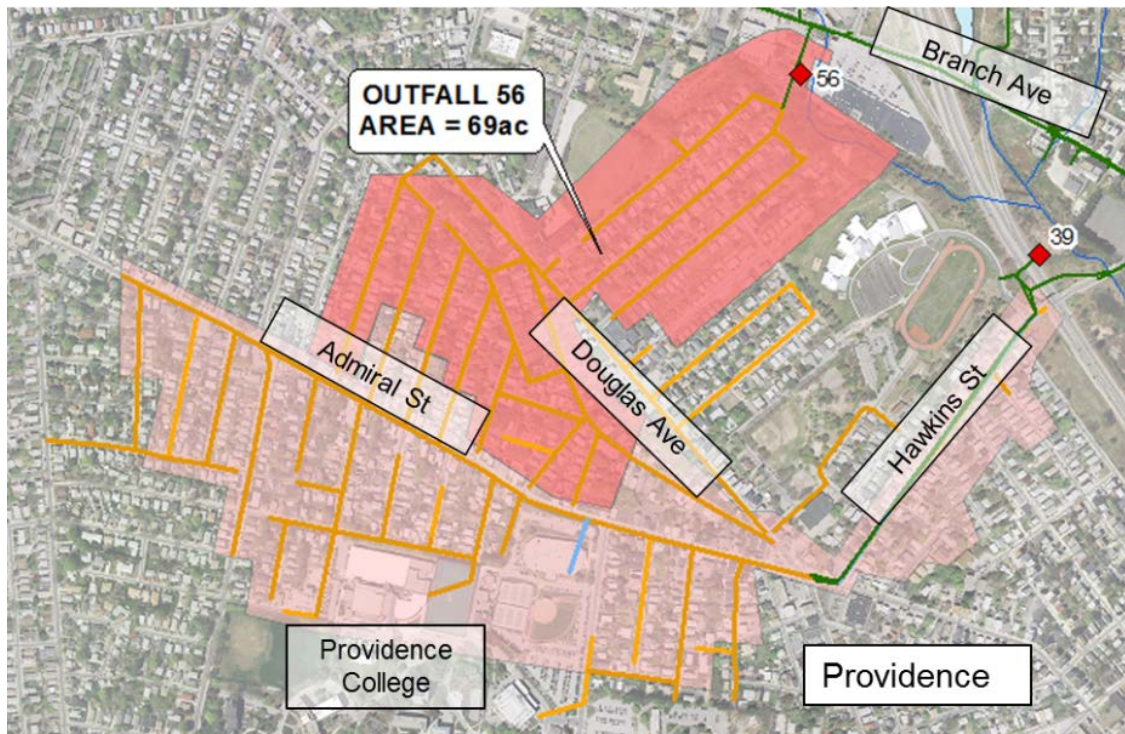 Branch Ave
56
OUTFALL 56
AREA = 69ac
39
Admiral St
Douglas Ave
Hawkins St
Providence
College
Providence